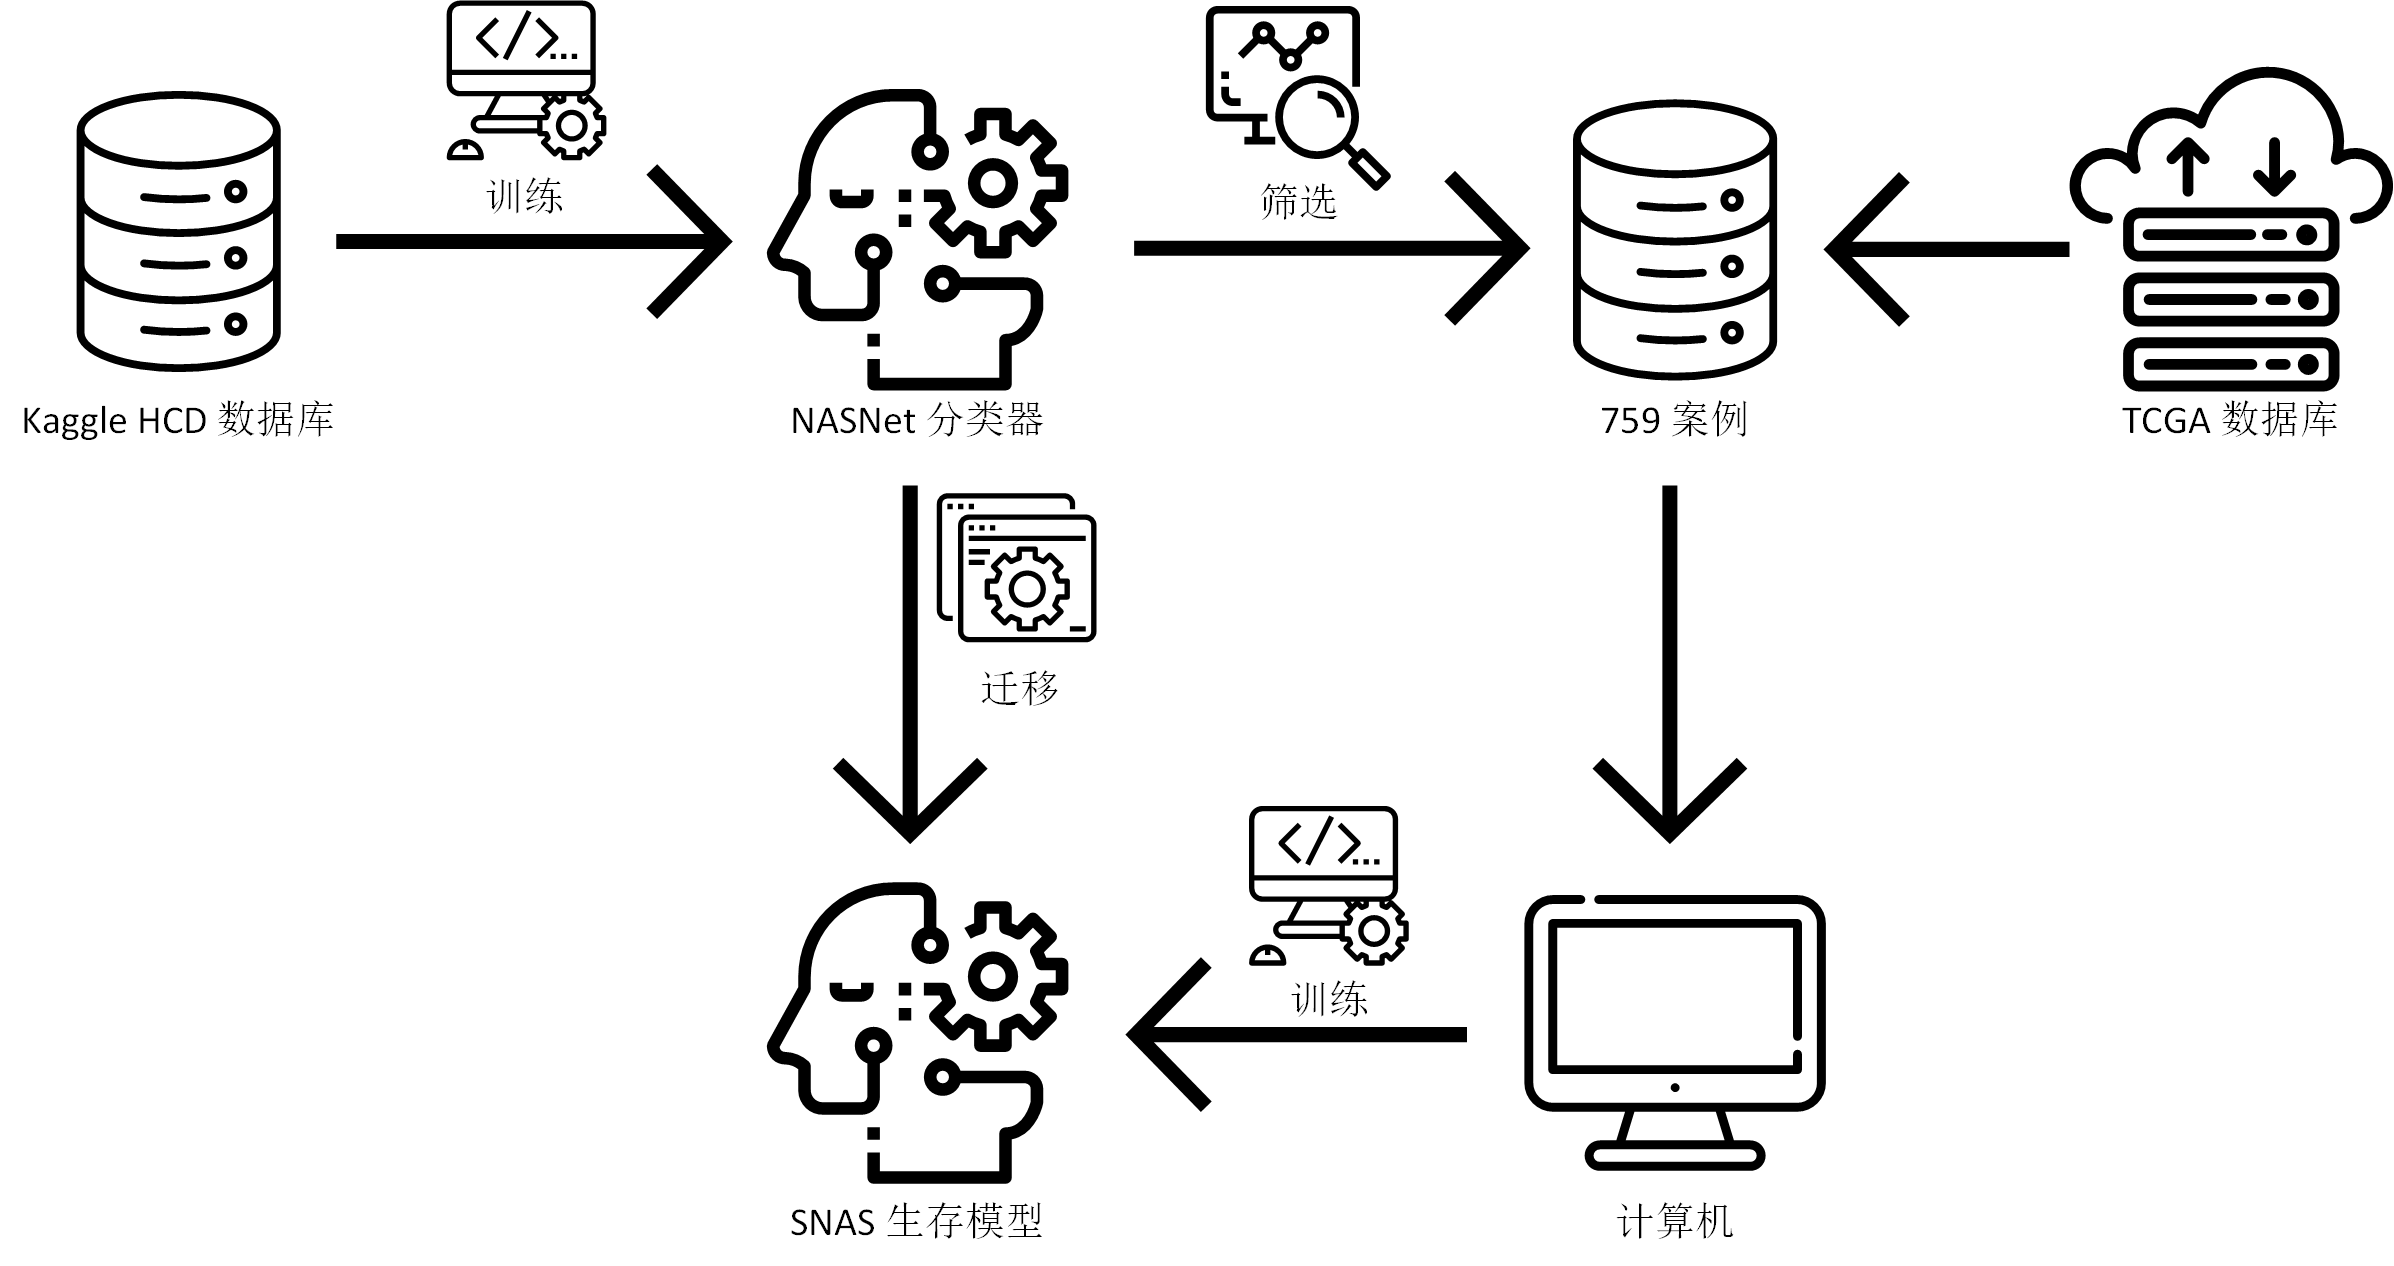 训练
筛选
Kaggle HCD 数据库
NASNet 分类器
759 案例
TCGA 数据库
迁移
训练
SNAS 生存模型
计算机